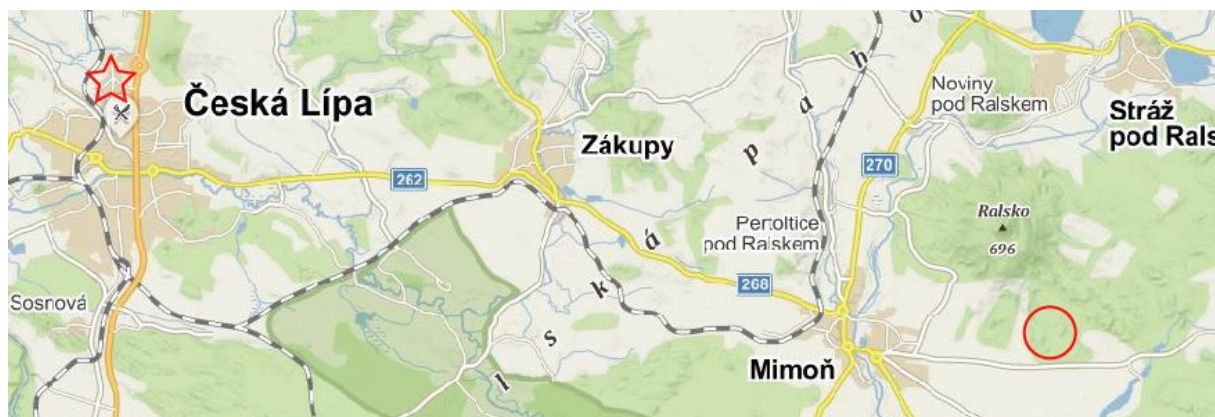 Česká Lípa
Zákupy
262
Sosnová
Noviny
pod Ralskem
Stráž
pod Rals
270
Ralsko
696
Pertoltice
pod Ralskem
268
Mimoň
l s k á p a h o